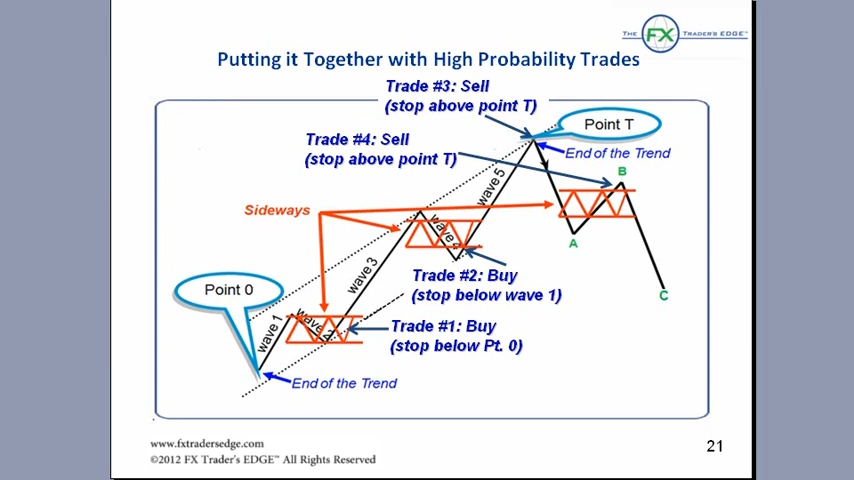 THE FX TRADER'S EDGE™
Putting it Together with High Probability Trades
Trade #3: Sell
(stop above point T)
Point T
Trade #4: Sell
(stop above point T)
End of the Trend
B
wave 5
Sideways
wave 4
A
wave 3
Trade #2: Buy
(stop below wave 1)
Point 0
C
wave 1
wave 2
Trade #1: Buy
(stop below Pt. 0)
End of the Trend
www.fxtradersedge.com
©2012 FX Trader's EDGE™ All Rights Reserved
21